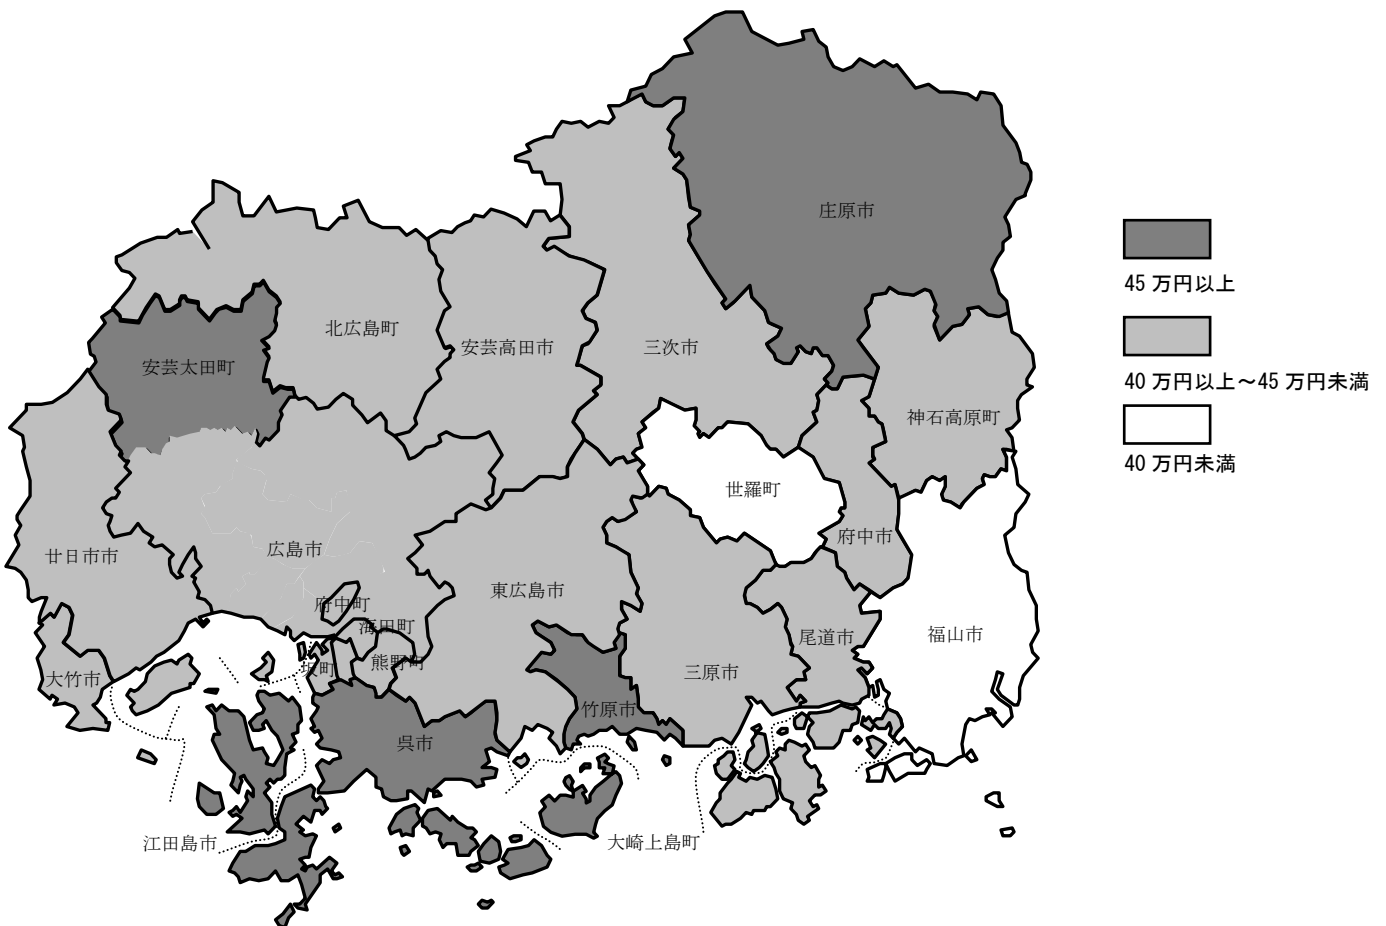 庄原市
45 万円以上
北広島町
安芸高田市
三次市
安芸太田町
40 万円以上～45 万円未満
神石高原町
40 万円未満
世羅町
府中市
廿日市市
広島市
東広島市
府中町
海田町
福山市
尾道市
熊野町
坂町
三原市
大竹市
竹原市
呉市
江田島市
大崎上島町